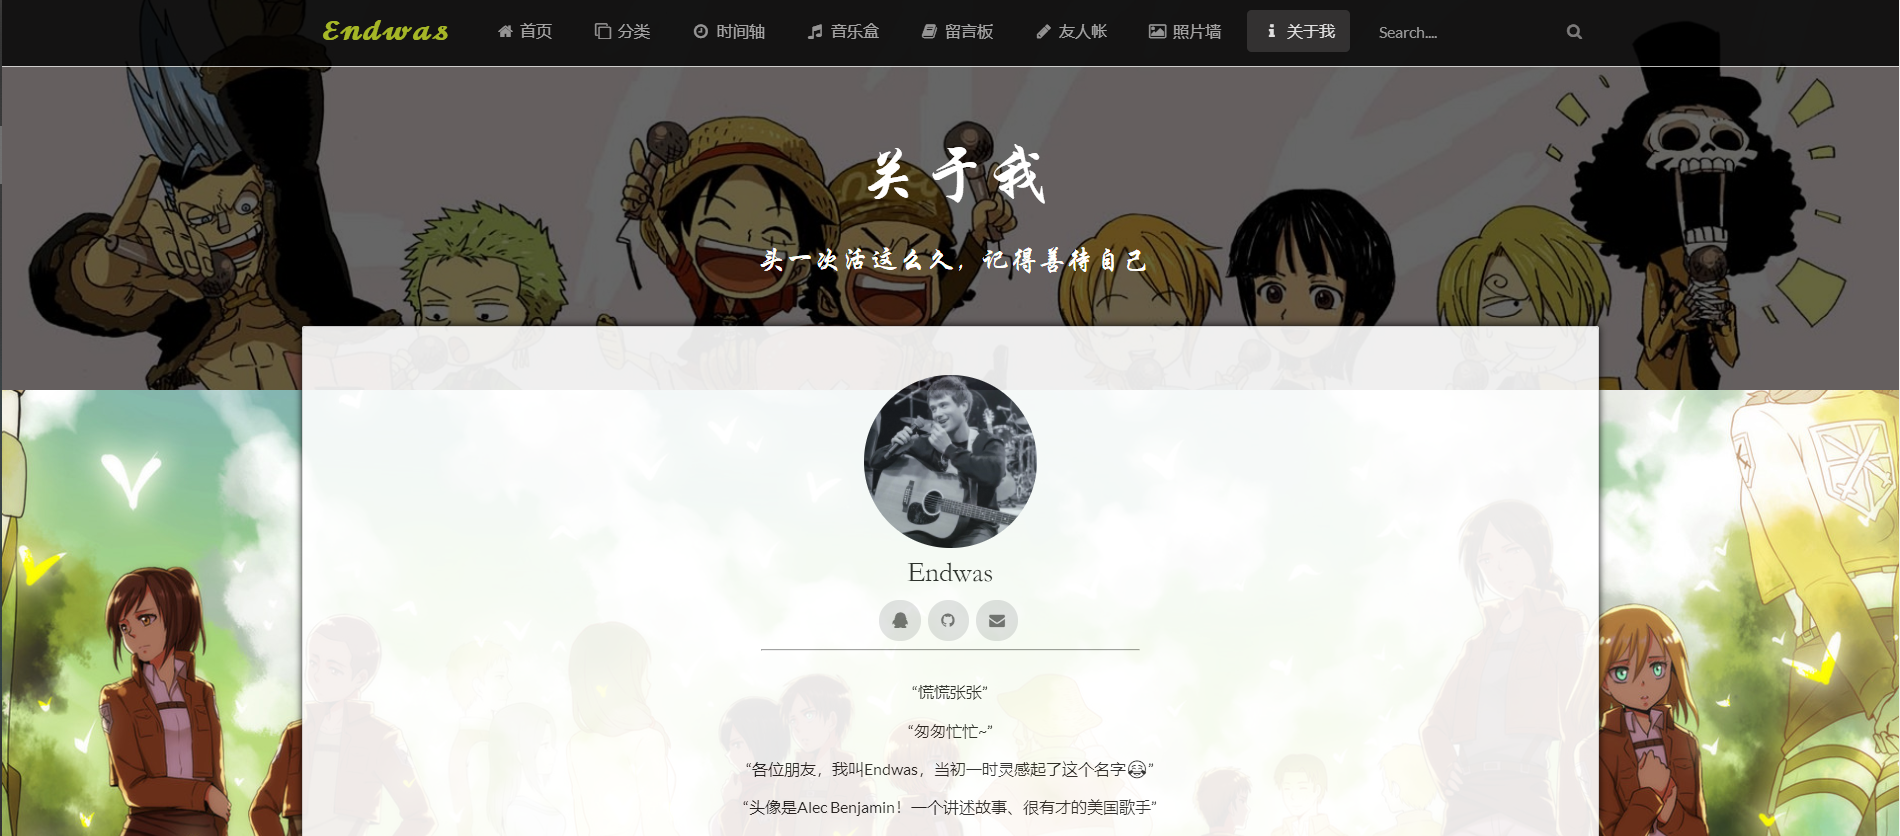 Endwas 首页 分类 时间轴 音乐盒 留言板 友人帐 照片墙 关于我 Search....
关于我
头一次活这么久，记得善待自己
Endwas
“慌慌张张”
“匆匆忙忙~”
“各位朋友，我叫Endwas，当初一时灵感起了这个名字😷”
“头像是Alec Benjamin！一个讲述故事、很有才的美国歌手”